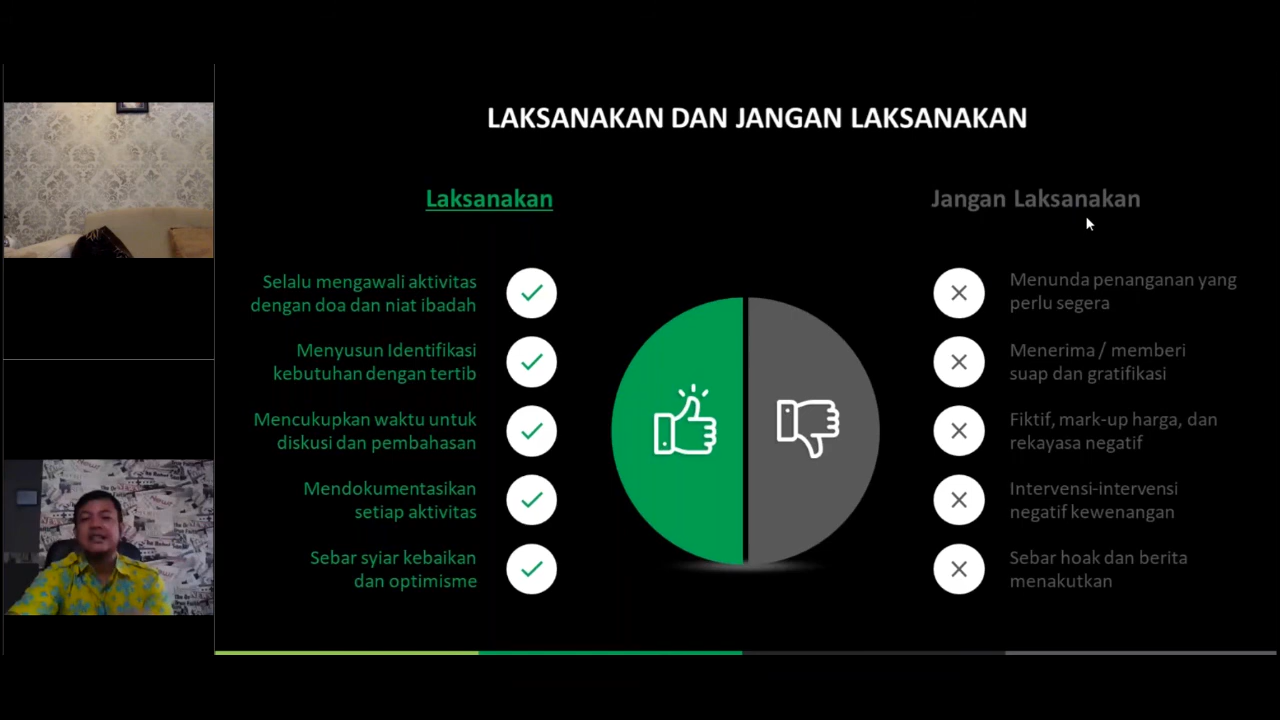 LAKSANAKAN DAN JANGAN LAKSANAKAN
Laksanakan
Selalu mengawali aktivitas
dengan doa dan niat ibadah
Menyusun Identifikasi
kebutuhan dengan tertib
Mencukupkan waktu untuk
diskusi dan pembahasan
Mendokumentasikan
setiap aktivitas
Sebar syiar kebaikan
dan optimisme
Jangan Laksanakan
Menunda penanganan yang
perlu segera
Menerima / memberi
suap dan gratifikasi
Fiktif, mark-up harga, dan
rekayasa negatif
Intervensi-intervensi
negatif kewenangan
Sebar hoak dan berita
menakutkan